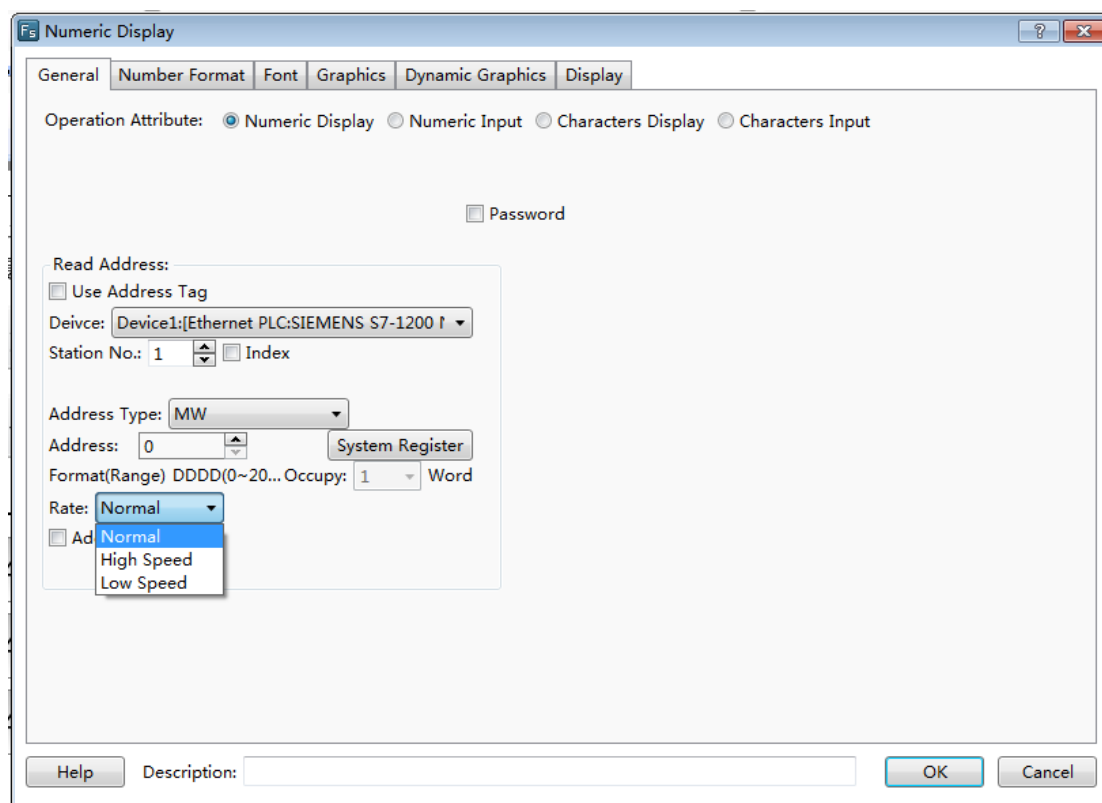 Fs Numeric Display ?
General Number Format Font Graphics Dynamic Graphics Display
Operation Attribute: Numeric Display Numeric Input Characters Display Characters Input
Password
Read Address:
Use Address Tag
Deivce: Device1:[Ethernet PLC:SIEMENS S7-1200
Station No.: 1 Index
Address Type: MW
Address: 0 System Register
Format(Range) DDDD(0~20... Occupy: 1 Word
Rate: Normal
Normal
High Speed
Low Speed
Help Description: OK Cancel